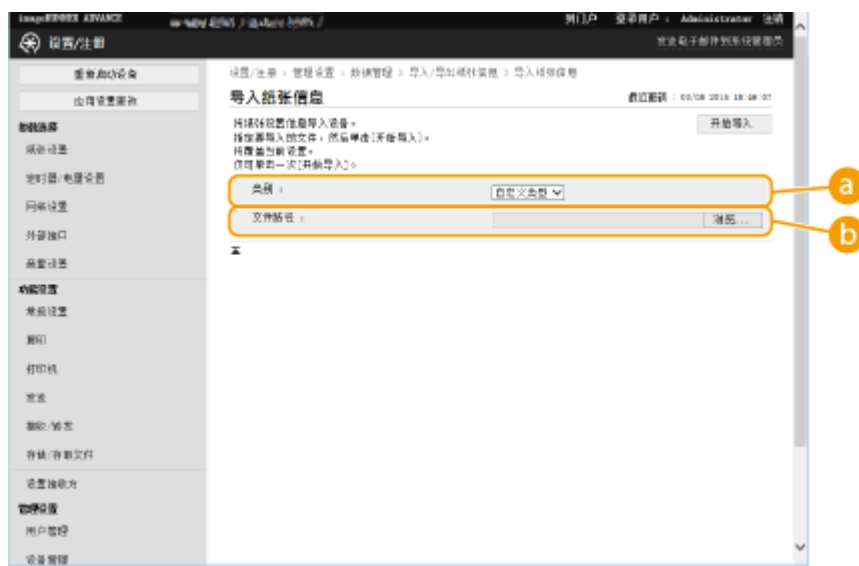 imageRUNNER ADVANCE
到门户 登录用户： Administrator 注销
设置/注册
发送电子邮件到系统管理员
重新启动设备
应用设置更改
参数选择
纸张设置
定时器/电量设置
网络设置
外部接口
音量设置
功能设置
常规设置
复印
打印机
发送
接收/转发
存储/存取文件
设置接收方
管理设置
用户管理
设备管理
设置/注册 : 管理设置 : 数据管理 > 导入/导出纸张信息 > 导入纸张信息
导入纸张信息
开始导入
将纸张设置信息导入设备。
指定要导入的文件，然后单击[开始导入]。
将覆盖当前设置。
仅可单击一次[开始导入]。
类别：
自定义类型
文件路径：
浏览...
a
b